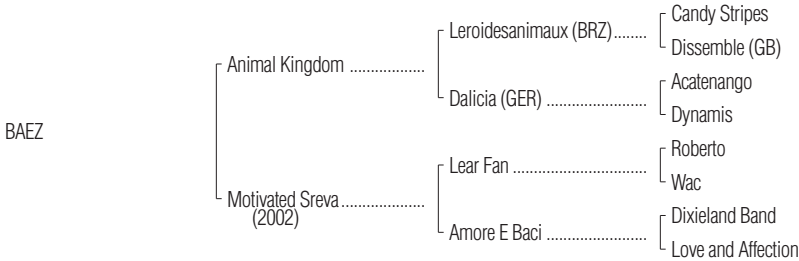 Candy Stripes
Leroidesanimaux (BRZ)........
Dissemble (GB)
Animal Kingdom ..................
Acatenango
Dalicia (GER) ........................
Dynamis
BAEZ
Roberto
Lear Fan ................................
Wac
Motivated Sreva....................
(2002)
Dixieland Band
Amore E Baci ........................
Love and Affection